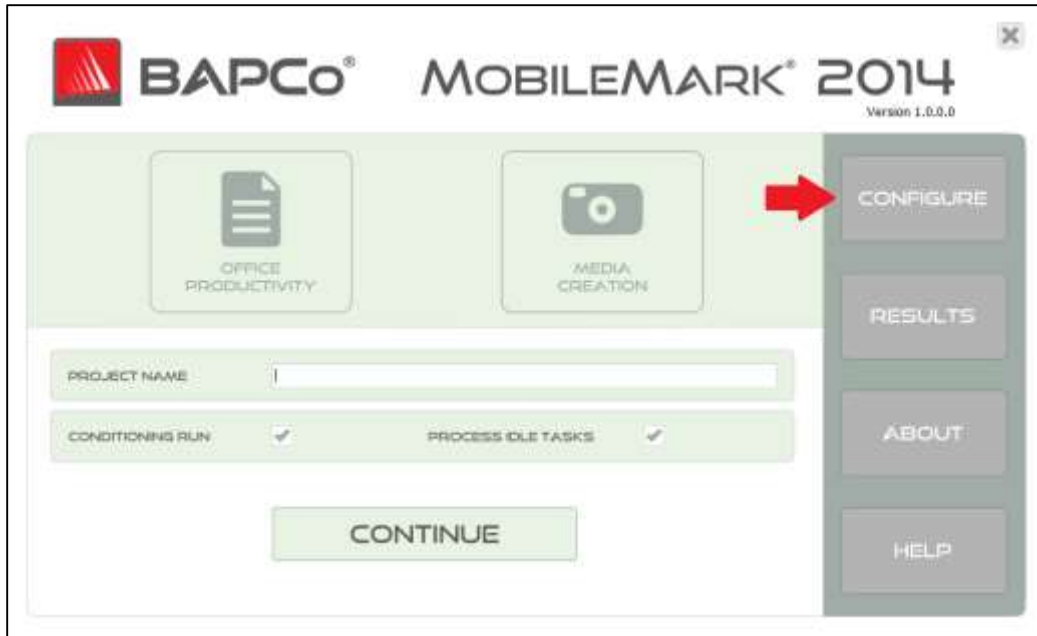 BAPCo® MOBILEMARK® 2014
Version 1.0.0.0
OFFICE
PRODUCTIVITY
MEDIA
CREATION
CONFIGURE
RESULTS
ABOUT
HELP
PROJECT NAME
CONDITIONING RUN PROCESS IDLE TASKS
CONTINUE